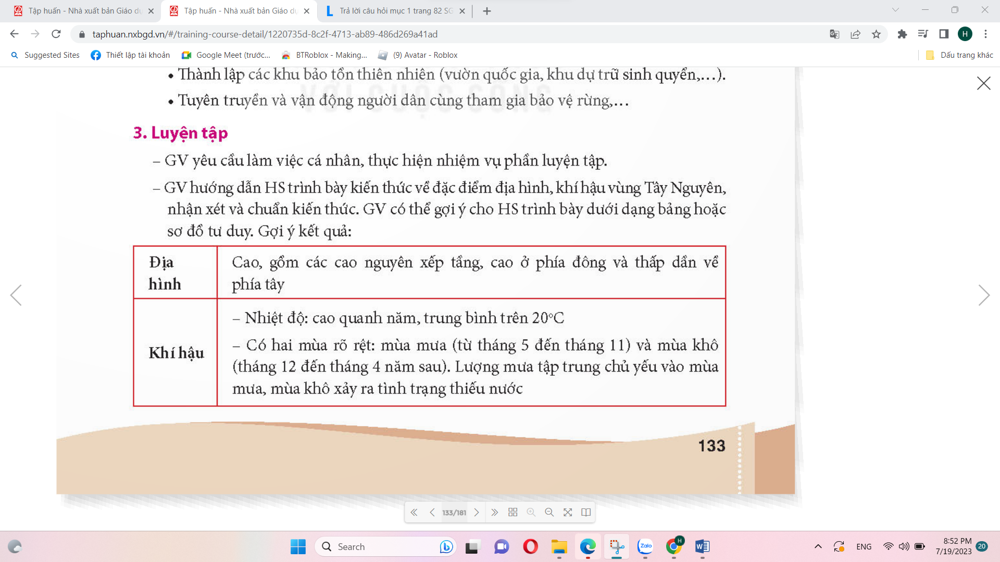 Tập huấn - Nhà xuất bản Giáo dụ
Tập huấn - Nhà xuất bản Giáo dụ
Trả lời câu hỏi mục 1 trang 82 SG
taphuan.nxbgd.vn/#/training-course-detail/1220735d-8c2f-4713-ab89-486d269a41ad
H
Suggested Sites
Thiết lập tài khoản
Google Meet (trước...
BTRoblox - Making...
(9) Avatar - Roblox
Dấu trang khác
• Thành lập các khu bảo tồn thiên nhiên (vườn quốc gia, khu dự trữ sinh quyển,…).
VỚI CUỘC SỐNG
• Tuyên truyền và vận động người dân cùng tham gia bảo vệ rừng,…
3. Luyện tập
– GV yêu cầu làm việc cá nhân, thực hiện nhiệm vụ phần luyện tập.
– GV hướng dẫn HS trình bày kiến thức về đặc điểm địa hình, khí hậu vùng Tây Nguyên,
nhận xét và chuẩn kiến thức. GV có thể gợi ý cho HS trình bày dưới dạng bảng hoặc
sơ đồ tư duy. Gợi ý kết quả:
Địa
hình
Cao, gồm các cao nguyên xếp tầng, cao ở phía đông và thấp dần về
phía tây
Khí hậu
– Nhiệt độ: cao quanh năm, trung bình trên 20°C
– Có hai mùa rõ rệt: mùa mưa (từ tháng 5 đến tháng 11) và mùa khô
(tháng 12 đến tháng 4 năm sau). Lượng mưa tập trung chủ yếu vào mùa
mưa, mùa khô xảy ra tình trạng thiếu nước
133
133/181
Search
Zalo
H
ENG
8:52 PM
7/19/2023
20